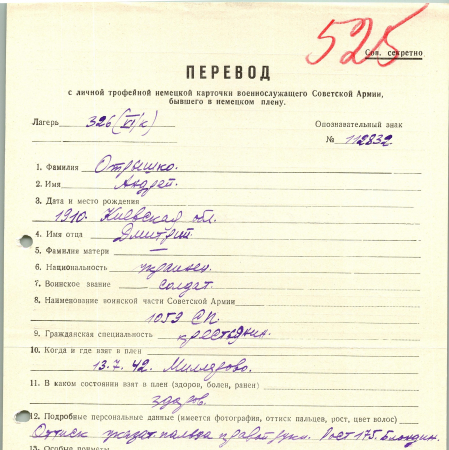 525
Сов. секретно
ПЕРЕВОД
с личной трофейной немецкой карточки военнослужащего Советской Армии,
бывшего в немецком плену.
Лагерь 326 (VI/к) Опознавательный знак
№ 112832.
1. Фамилия Отрышко.
2. Имя Андрей.
3. Дата и место рождения
1910. Киевская обл.
4. Имя отца Дмитрий.
5. Фамилия матери —
6. Национальность украинец.
7. Воинское звание солдат.
8. Наименование воинской части Советской Армии
1053 СП.
9. Гражданская специальность крестьянин.
10. Когда и где взят в плен
13.7.42. Миллерово.
11. В каком состоянии взят в плен (здоров, болен, ранен)
здоров.
12. Подробные персональные данные (имеется фотография, оттиск пальцев, рост, цвет волос)
Оттиск указат. пальца правой руки. Рост 175. Блондин.
13. Особые приметы